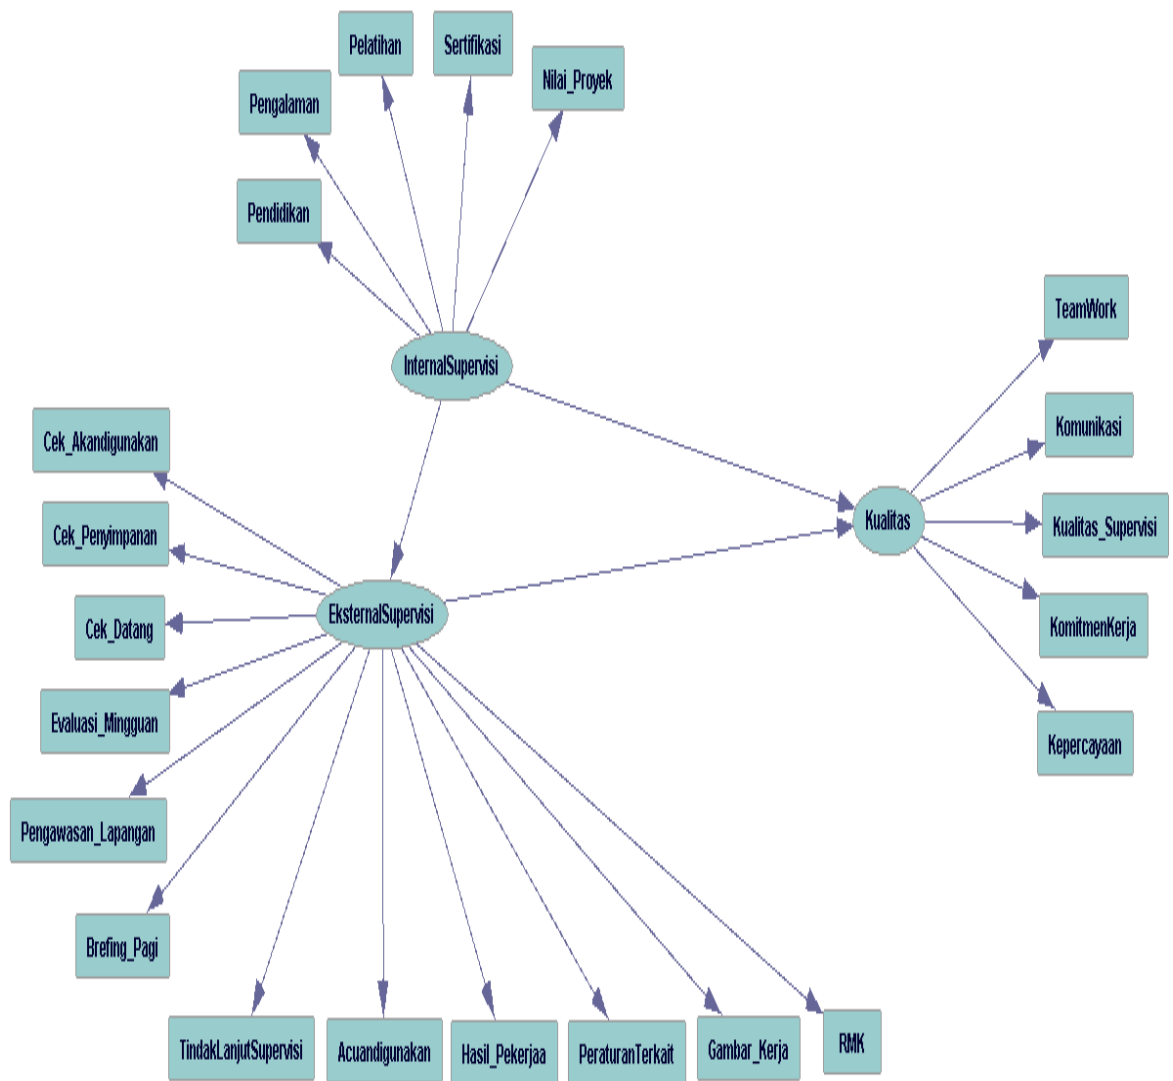 Pelatihan
Sertifikasi
Nilai_Proyek
Pengalaman
Pendidikan
TeamWork
InternalSupervisi
Komunikasi
Cek_Akandigunakan
Cek_Penyimpanan
Kualitas
Kualitas_Supervisi
Cek_Datang
EksternalSupervisi
KomitmenKerja
Evaluasi_Mingguan
Kepercayaan
Pengawasan_Lapangan
Brefing_Pagi
TindakLanjutSupervisi
Acuandigunakan
Hasil_Pekerjaa
PeraturanTerkait
Gambar_Kerja
RMK